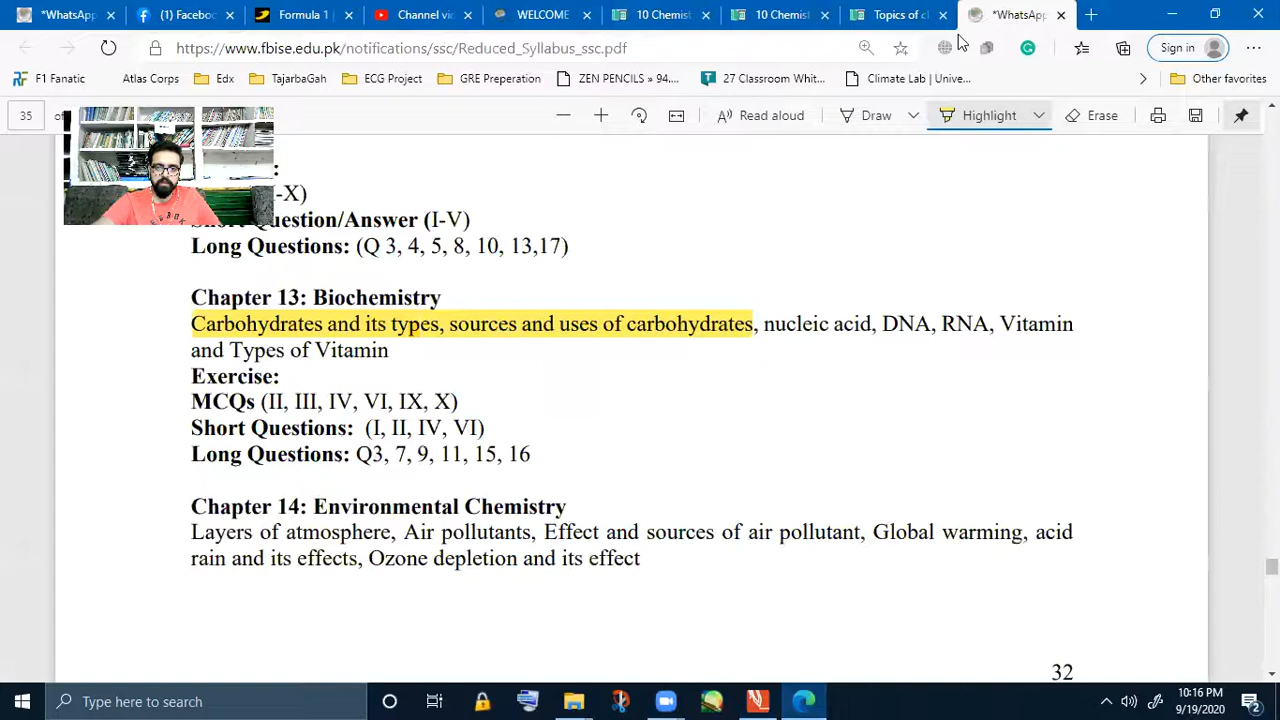 *WhatsApp
(1) Facebo
Formula 1
Channel vi
WELCOME
10 Chemist
10 Chemis
Topics of c
*WhatsApp
https://www.fbise.edu.pk/notifications/ssc/Reduced_Syllabus_ssc.pdf
Sign in
F1 Fanatic
Atlas Corps
Edx
TajarbaGah
ECG Project
GRE Preperation
ZEN PENCILS » 94....
27 Classroom Whit...
Climate Lab | Unive...
Other favorites
35
Read aloud
Draw
Highlight
Erase
-X)
Question/Answer (I-V)
Long Questions: (Q 3, 4, 5, 8, 10, 13,17)
Chapter 13: Biochemistry
Carbohydrates and its types, sources and uses of carbohydrates, nucleic acid, DNA, RNA, Vitamin
and Types of Vitamin
Exercise:
MCQs (II, III, IV, VI, IX, X)
Short Questions: (I, II, IV, VI)
Long Questions: Q3, 7, 9, 11, 15, 16
Chapter 14: Environmental Chemistry
Layers of atmosphere, Air pollutants, Effect and sources of air pollutant, Global warming, acid
rain and its effects, Ozone depletion and its effect
32
Type here to search
10:16 PM
9/19/2020
2